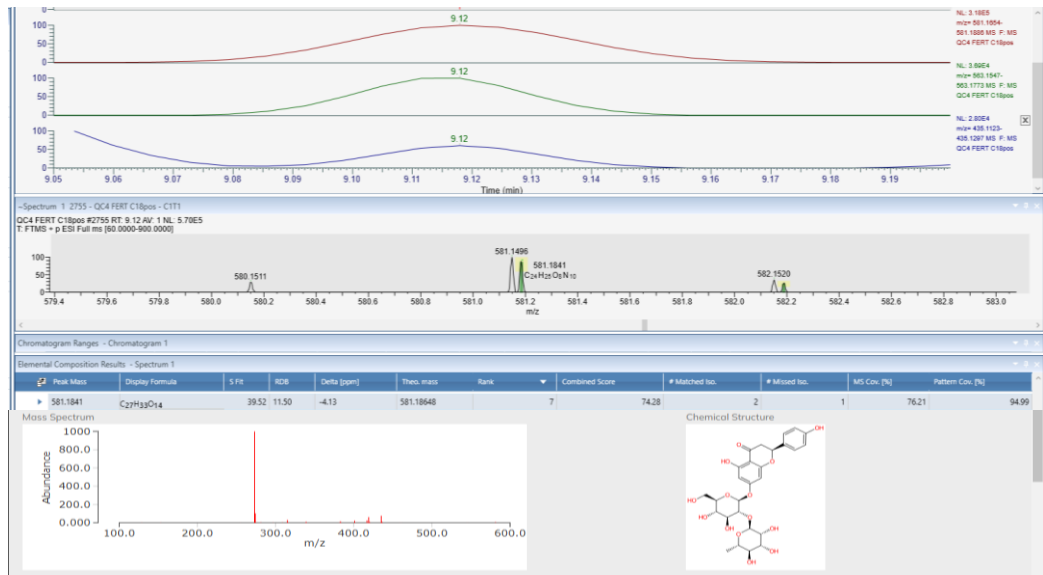 NL: 3.18E5
m/z= 581.1654-
581.1886 MS F: MS
QC4 FERT C18pos
100
50
0
9.12
NL: 3.69E4
m/z= 563.1547-
563.1773 MS F: MS
QC4 FERT C18pos
100
50
0
9.12
NL: 2.80E4
m/z= 435.1123-
435.1297 MS F: MS
QC4 FERT C18pos
100
50
0
9.12
9.05 9.06 9.07 9.08 9.09 9.10 9.11 9.12 9.13 9.14 9.15 9.16 9.17 9.18 9.19
Time (min)
~Spectrum 1 2755 - QC4 FERT C18pos - C1T1
QC4 FERT C18pos #2755 RT: 9.12 AV: 1 NL: 5.70E5
T: FTMS + p ESI Full ms [60.0000-900.0000]
100
50
0
580.1511
581.1496
581.1841
C24H25O8N10
582.1520
579.4 579.6 579.8 580.0 580.2 580.4 580.6 580.8 581.0 581.2 581.4 581.6 581.8 582.0 582.2 582.4 582.6 582.8 583.0
m/z
Chromatogram Ranges - Chromatogram 1
Elemental Composition Results - Spectrum 1
Peak Mass Display Formula S Fit RDB Delta [ppm] Theo. mass Rank Combined Score # Matched Iso. # Missed Iso. MS Cov. [%] Pattern Cov. [%]
581.1841 C27H33O14 39.52 11.50 -4.13 581.18648 7 74.28 2 1 76.21 94.99
Mass Spectrum
Abundance
1000
800.0
600.0
400.0
200.0
0.000
100.0 200.0 300.0 400.0 500.0 600.0
m/z
Chemical Structure
OH
O
HO
O
HO
O
O
HO
O
HO
OH
O
OH
O
OH
HO
OH